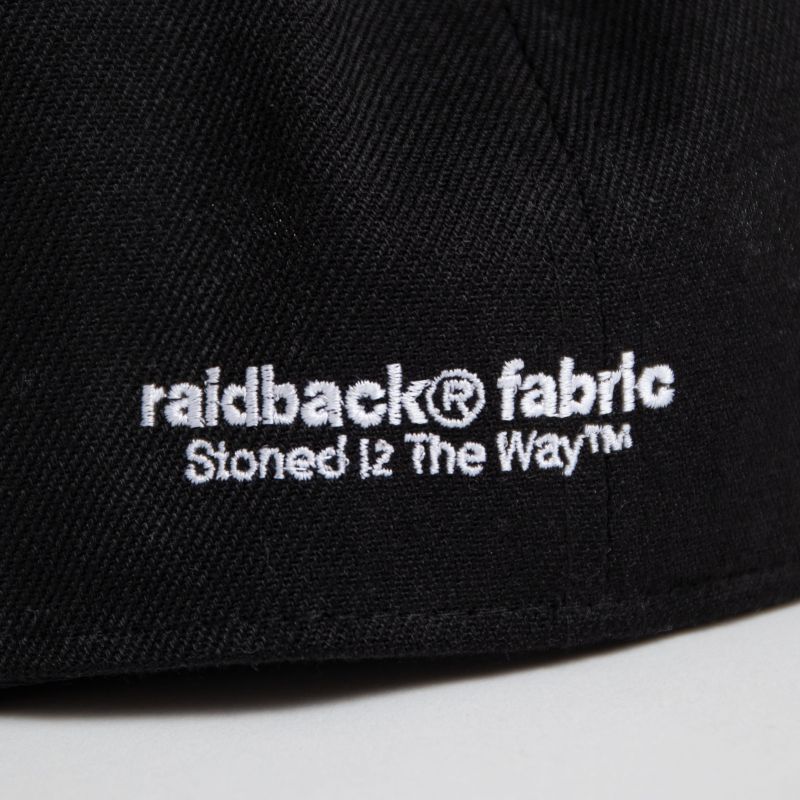 raidback® fabric
Stoned I2 The Way™